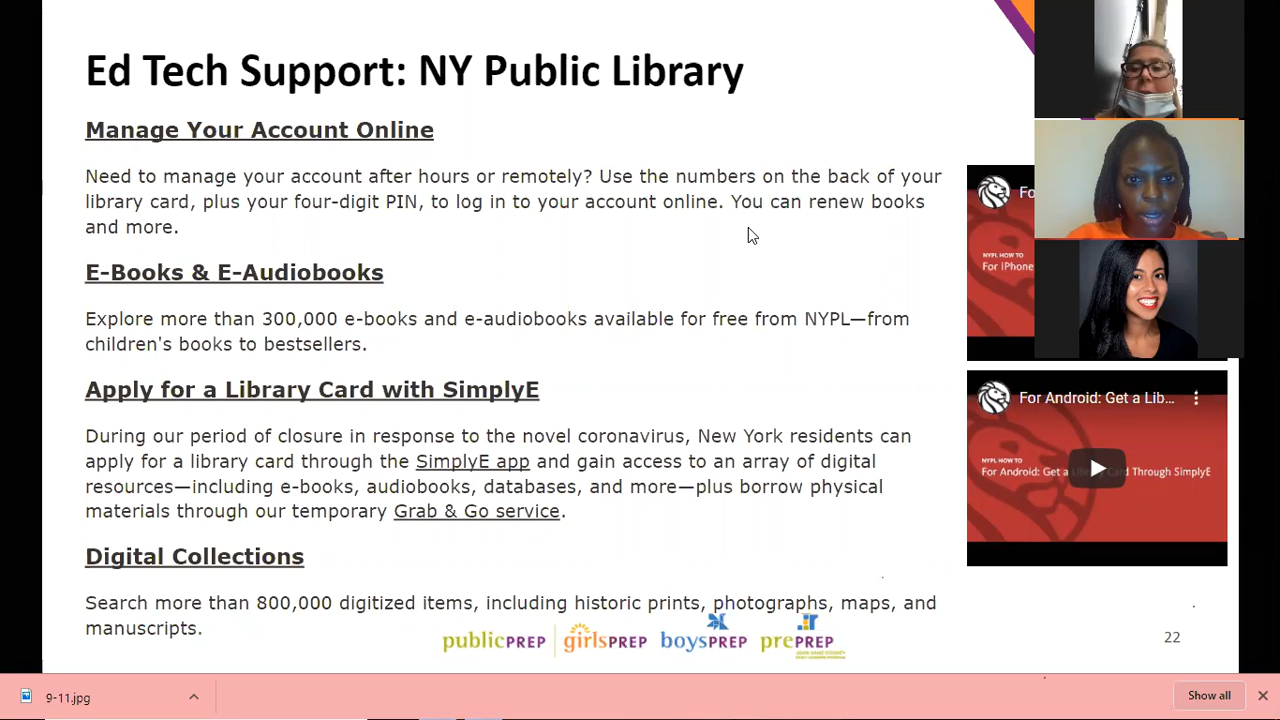 Ed Tech Support: NY Public Library
Manage Your Account Online
Need to manage your account after hours or remotely? Use the numbers on the back of your
library card, plus your four-digit PIN, to log in to your account online. You can renew books
and more.
E-Books & E-Audiobooks
Explore more than 300,000 e-books and e-audiobooks available for free from NYPL—from
children's books to bestsellers.
Apply for a Library Card with SimplyE
During our period of closure in response to the novel coronavirus, New York residents can
apply for a library card through the SimplyE app and gain access to an array of digital
resources—including e-books, audiobooks, databases, and more—plus borrow physical
materials through our temporary Grab & Go service.
Digital Collections
Search more than 800,000 digitized items, including historic prints, photographs, maps, and
manuscripts.
NYPL HOW TO
For iPhone
For Android: Get a Lib...
NYPL HOW TO
For Android: Get a Library Card Through SimplyE
publicPREP girlsPREP boysPREP prePREP
22
9-11.jpg
Show all